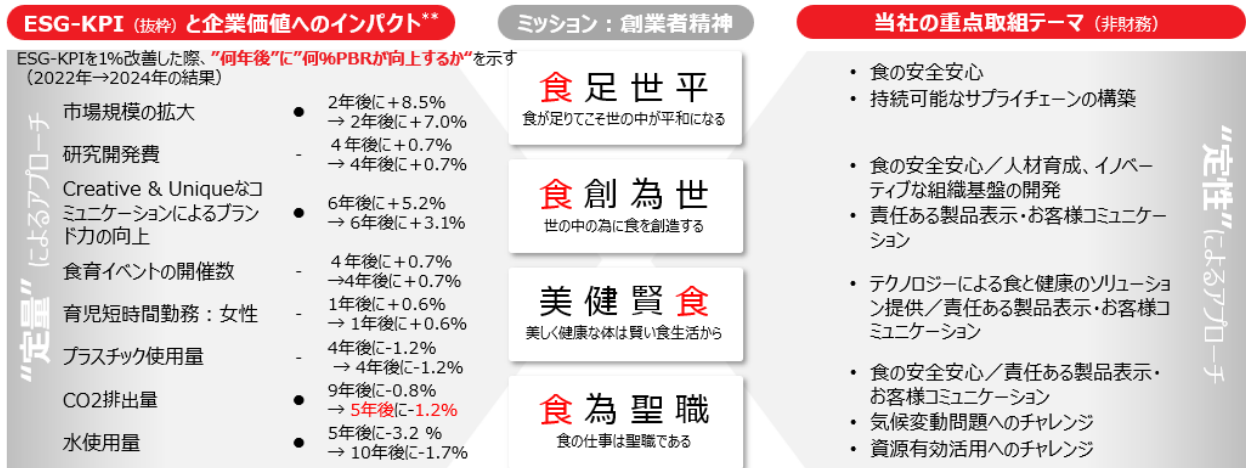 ESG-KPI (抜粋) と企業価値へのインパクト**
ESG-KPIを1%改善した際、”何年後”に”何%PBRが向上するか“を示す
（2022年→2024年の結果）
”定量” によるアプローチ
市場規模の拡大 ● 2年後に＋8.5%
→ 2年後に＋7.0%
研究開発費 - 4年後に＋0.7%
→ 4年後に＋0.7%
Creative & Uniqueなコ
ミュニケーションによるブラン
ド力の向上
● 6年後に＋5.2%
→ 6年後に＋3.1%
食育イベントの開催数 - 4年後に＋0.7%
→4年後に＋0.7%
育児短時間勤務：女性 - 1年後に＋0.6%
→ 1年後に＋0.6%
プラスチック使用量 - 4年後に-1.2%
→ 4年後に-1.2%
CO2排出量 ● 9年後に-0.8%
→ 5年後に-1.2%
水使用量 ● 5年後に-3.2 %
→ 10年後に-1.7%
ミッション：創業者精神
食 足 世 平
食が足りてこそ世の中が平和になる
食 創 為 世
世の中の為に食を創造する
美 健 賢 食
美しく健康な体は賢い食生活から
食 為 聖 職
食の仕事は聖職である
当社の重点取組テーマ (非財務)
• 食の安全安心
• 持続可能なサプライチェーンの構築
• 食の安全安心／人材育成、イノベー
ティブな組織基盤の開発
• 責任ある製品表示・お客様コミュニケー
ション
• テクノロジーによる食と健康のソリューショ
ン提供／責任ある製品表示・お客様コ
ミュニケーション
• 食の安全安心／責任ある製品表示・
お客様コミュニケーション
• 気候変動問題へのチャレンジ
• 資源有効活用へのチャレンジ
”定性” によるアプローチ